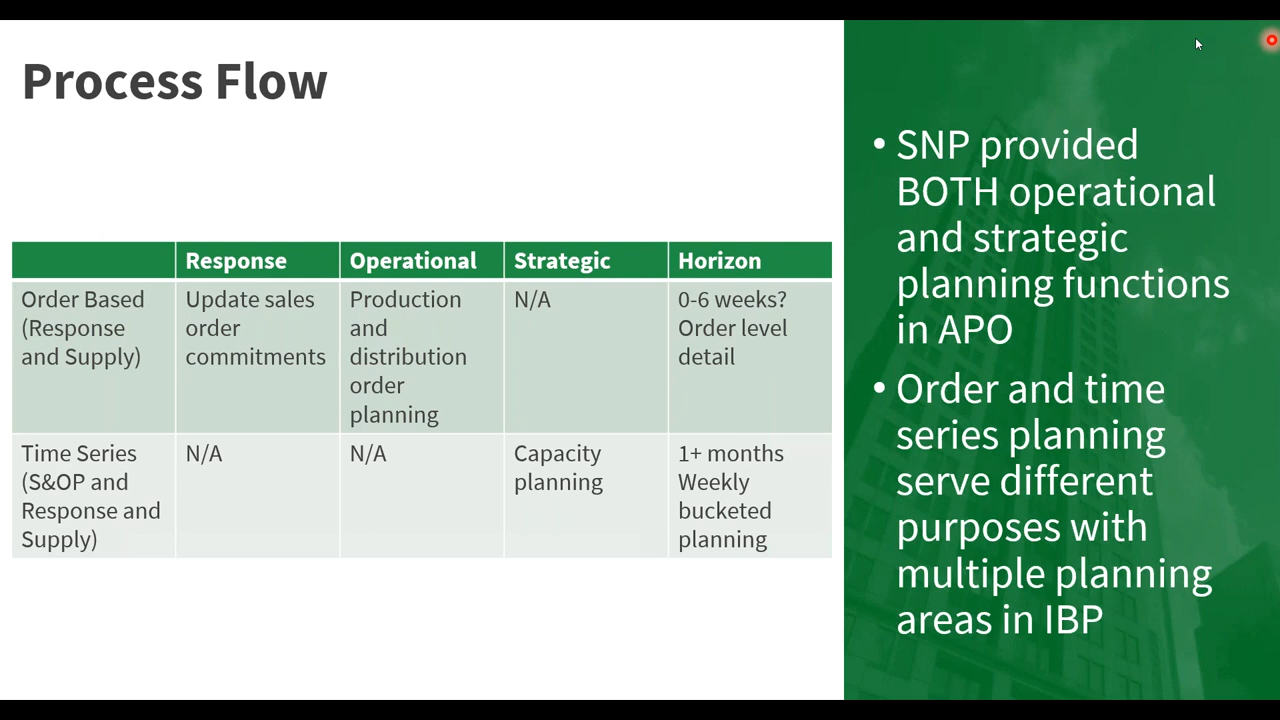 Process Flow
Response Operational Strategic Horizon
Order Based
(Response
and Supply)
Update sales
order
commitments
Production
and
distribution
order
planning
N/A
0-6 weeks?
Order level
detail
Time Series
(S&OP and
Response and
Supply)
N/A
N/A
Capacity
planning
1+ months
Weekly
bucketed
planning
• SNP provided
BOTH operational
and strategic
planning functions
in APO
• Order and time
series planning
serve different
purposes with
multiple planning
areas in IBP